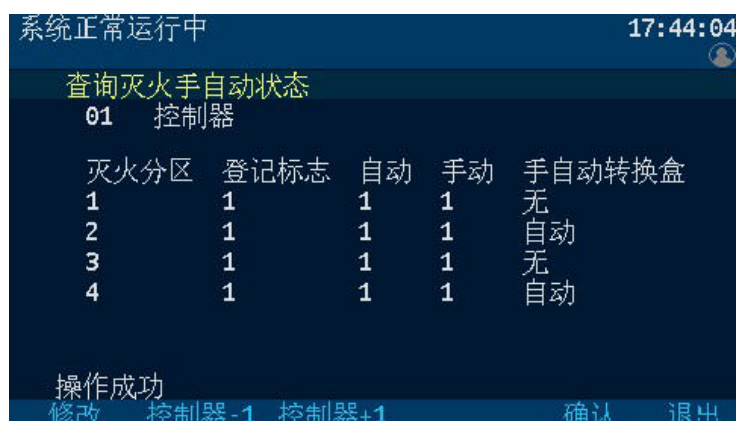 系统正常运行中 17:44:04
查询灭火手自动状态
01 控制器
灭火分区 登记标志 自动 手动 手自动转换盒
1 1 1 1 无
2 1 1 1 自动
3 1 1 1 无
4 1 1 1 自动
操作成功
修改 控制器-1 控制器+1 确认 退出